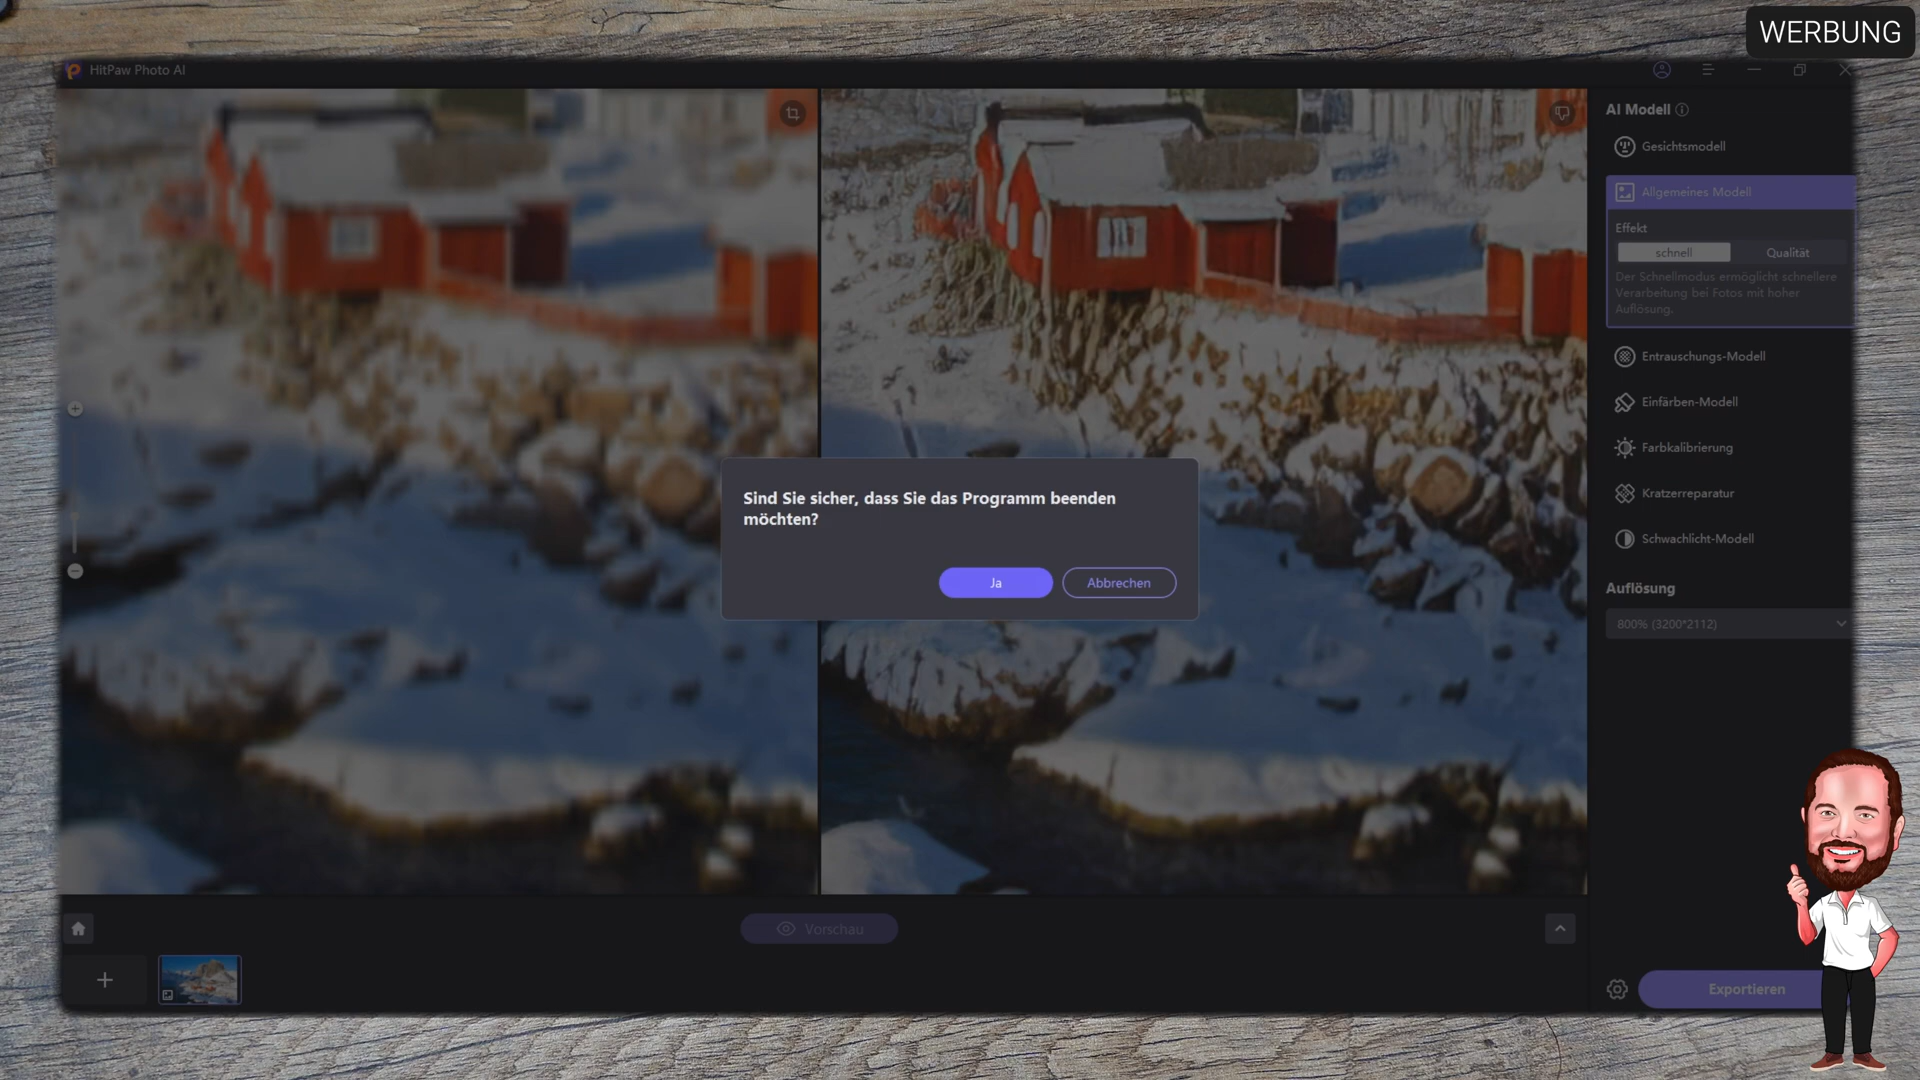 WERBUNG
HitPaw Photo AI
AI Modell
Gesichtsmodell
Allgemeines Modell
Effekt
schnell
Qualität
Der Schnellmodus ermöglicht schnellere
Verarbeitung bei Fotos mit hoher
Auflösung.
Entrauschungs-Modell
Einfärben-Modell
Farbkalibrierung
Kratzerreparatur
Schwachlicht-Modell
Auflösung
800% (3200*2112)
Sind Sie sicher, dass Sie das Programm beenden
möchten?
Ja
Abbrechen
Vorschau
Exportieren